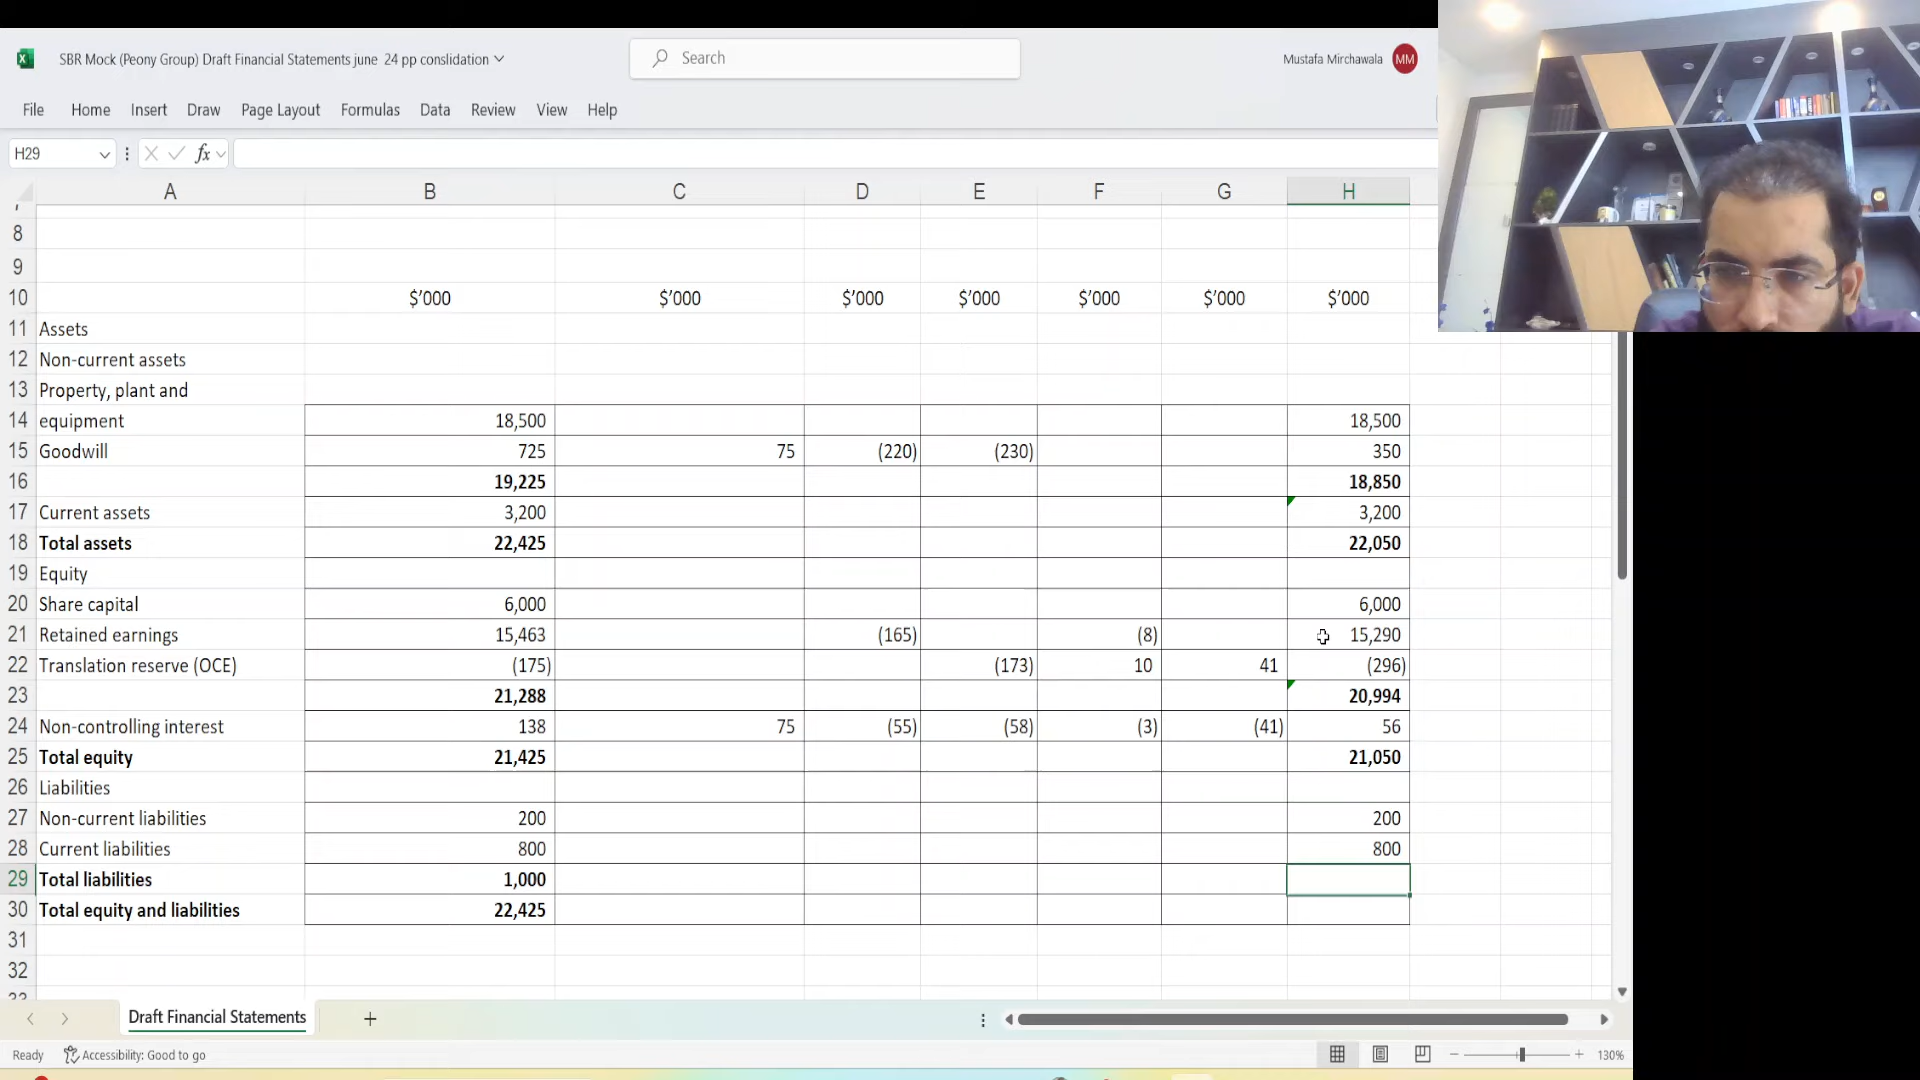 SBR Mock (Peony Group) Draft Financial Statements june 24 pp conslidation
Search
Mustafa Mirchawala MM
File Home Insert Draw Page Layout Formulas Data Review View Help
H29 fx
A B C D E F G H
8
9
10 $'000 $'000 $'000 $'000 $'000 $'000 $'000
11 Assets
12 Non-current assets
13 Property, plant and
14 equipment 18,500 18,500
15 Goodwill 725 75 (220) (230) 350
16 19,225 18,850
17 Current assets 3,200 3,200
18 Total assets 22,425 22,050
19 Equity
20 Share capital 6,000 6,000
21 Retained earnings 15,463 (165) (8) 15,290
22 Translation reserve (OCE) (175) (173) 10 41 (296)
23 21,288 20,994
24 Non-controlling interest 138 75 (55) (58) (3) (41) 56
25 Total equity 21,425 21,050
26 Liabilities
27 Non-current liabilities 200 200
28 Current liabilities 800 800
29 Total liabilities 1,000
30 Total equity and liabilities 22,425
31
32
Draft Financial Statements
Ready Accessibility: Good to go 130%